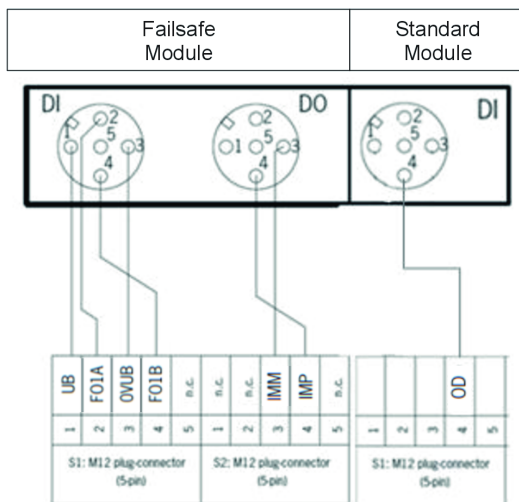 Failsafe
Module
Standard
Module
DI
DO
DI
1 2 3 4 5
1 2 3 4 5
1 2 3 4 5
UB FO1A 0VUB FO1B n.c. n.c. n.c. IMM IMP n.c. OD
1 2 3 4 5 1 2 3 4 5 1 2 3 4 5
S1: M12 plug-connector
(5-pin)
S2: M12 plug-connector
(5-pin)
S1: M12 plug-connector
(5-pin)